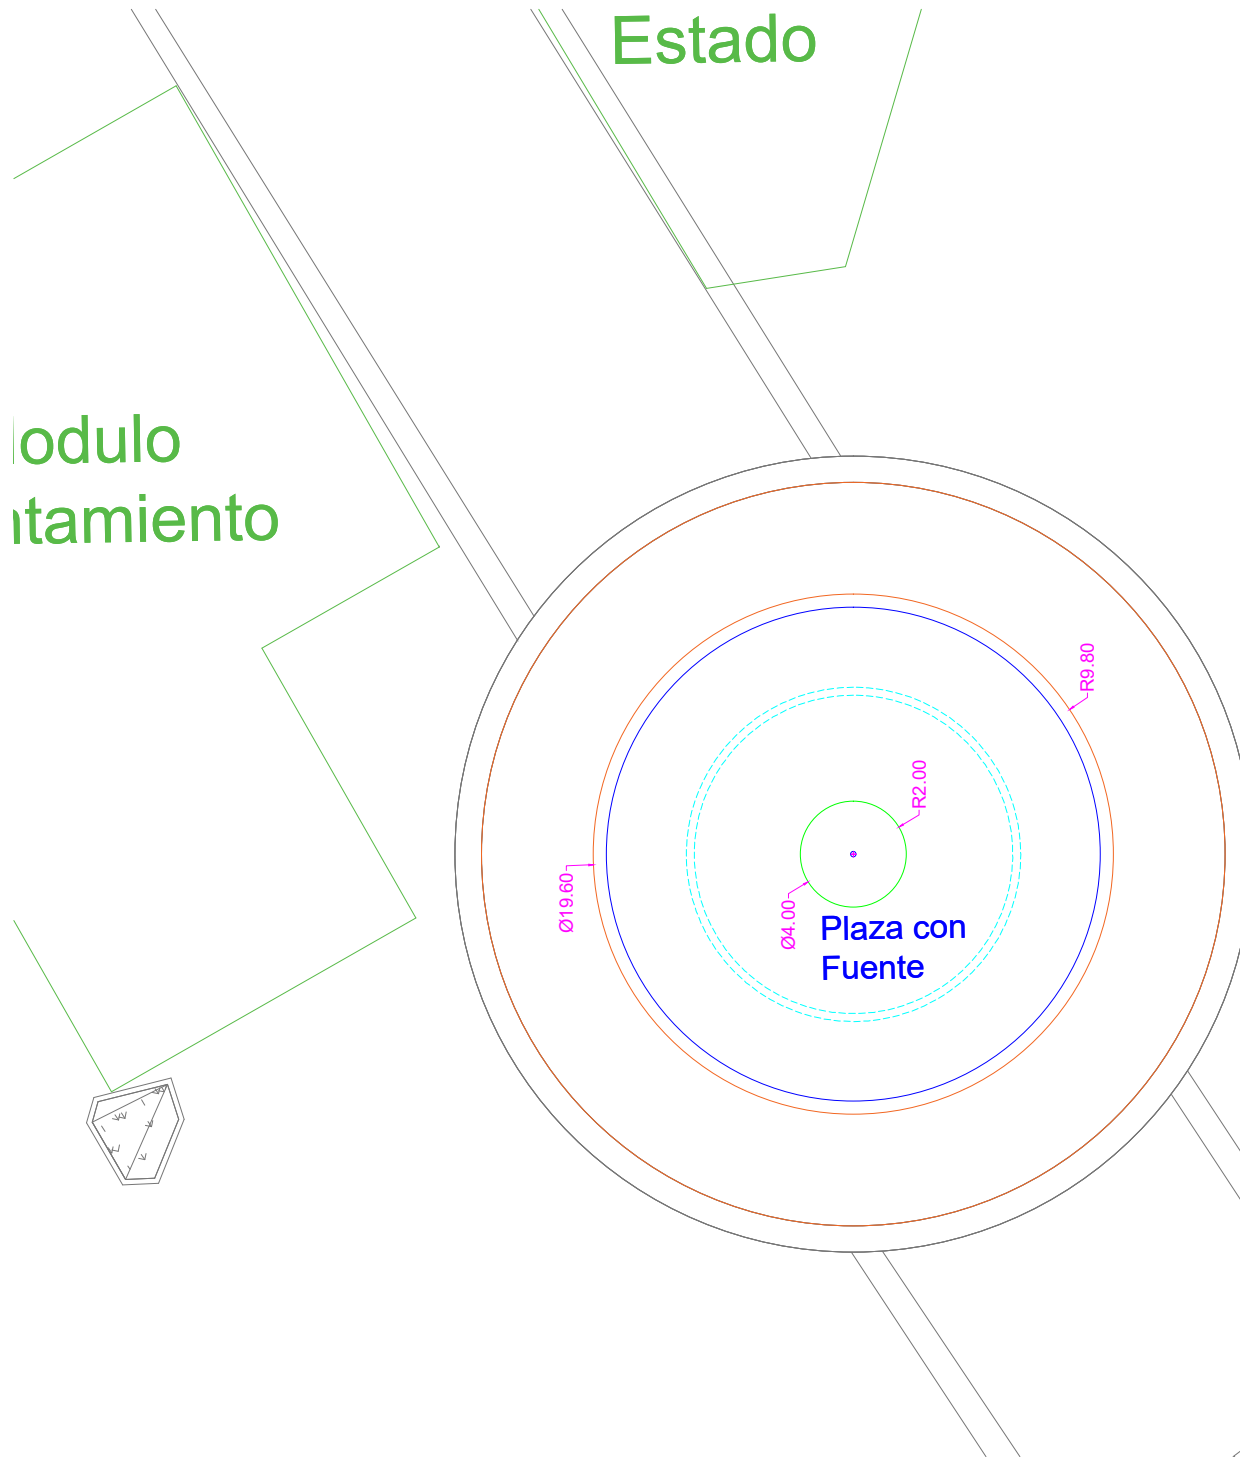 Estado
odulo
tamiento
R9.80
R2.00
Ø19.60
Ø4.00
Plaza con
Fuente